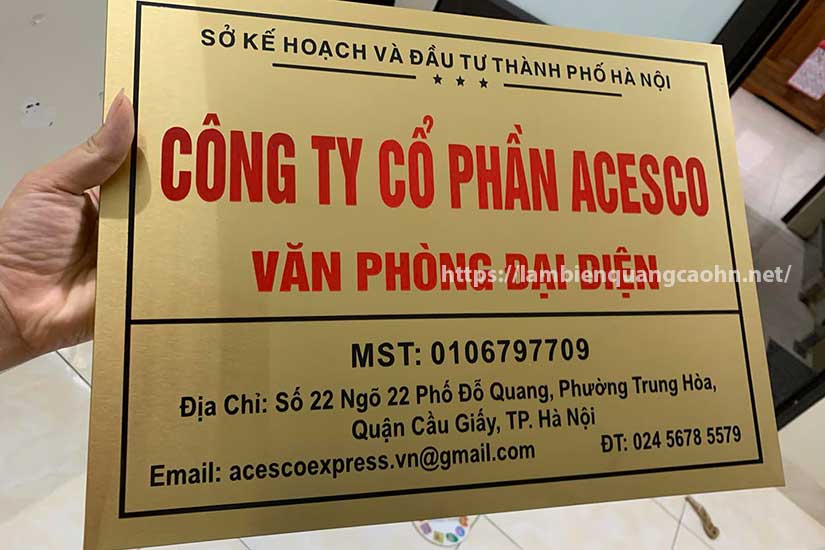 SỞ KẾ HOẠCH VÀ ĐẦU TƯ THÀNH PHỐ HÀ NỘI
CÔNG TY CỔ PHẦN ACESCO
VĂN PHÒNG ĐẠI DIỆN
https://lambienquangcaohn.net/
MST: 0106797709
Địa Chỉ: Số 22 Ngõ 22 Phố Đỗ Quang, Phường Trung Hòa,
Quận Cầu Giấy, TP. Hà Nội
Email: acescoexpress.vn@gmail.com ĐT: 024 5678 5579